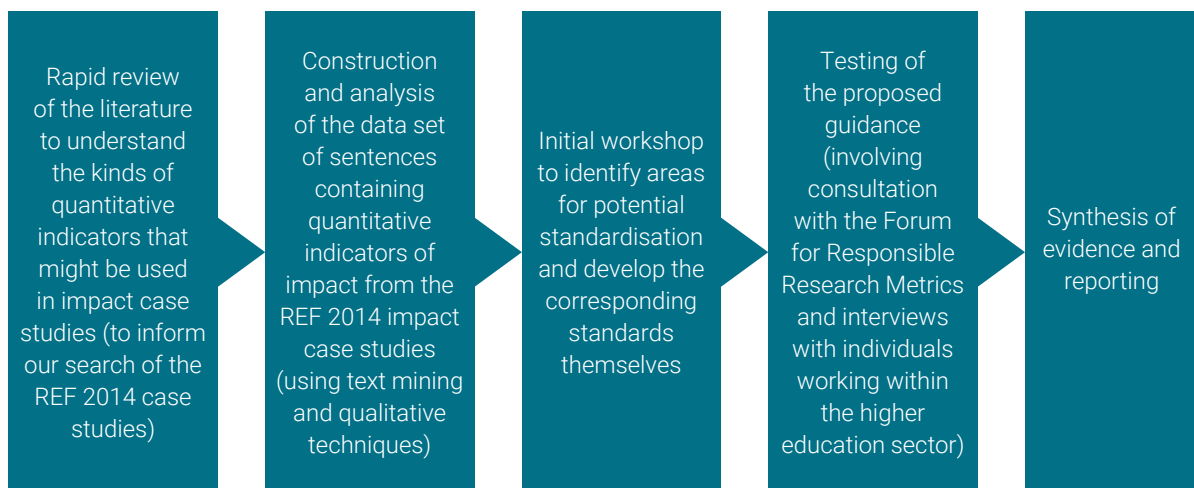 Rapid review
of the literature
to understand
the kinds of
quantitative
indicators that
might be used
in impact case
studies (to inform
our search of the
REF 2014 case
studies)
Construction
and analysis
of the data set
of sentences
containing
quantitative
indicators of
impact from the
REF 2014 impact
case studies
(using text mining
and qualitative
techniques)
Initial workshop
to identify areas
for potential
standardisation
and develop the
corresponding
standards
themselves
Testing of
the proposed
guidance
(involving
consultation
with the Forum
for Responsible
Research Metrics
and interviews
with individuals
working within
the higher
education sector)
Synthesis of
evidence and
reporting